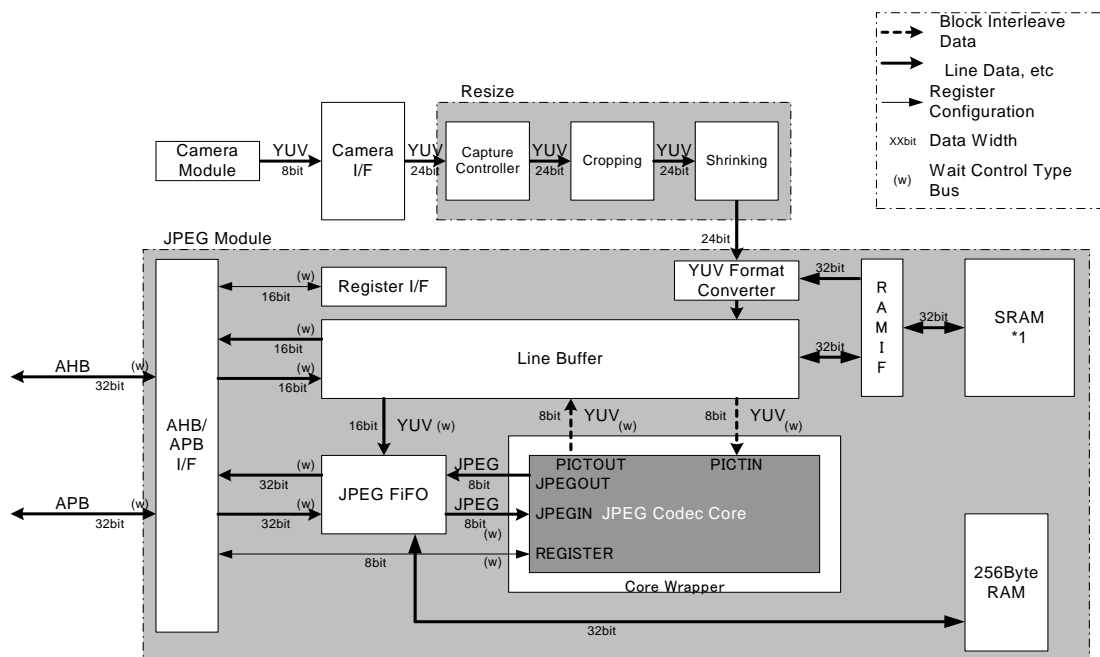 Block Interleave
Data
Line Data, etc
Register
Configuration
XXbit Data Width
(w) Wait Control Type
Bus
Resize
Camera
Module
YUV
8bit
Camera
I/F
YUV
24bit
Capture
Controller
YUV
24bit
Cropping
YUV
24bit
Shrinking
24bit
JPEG Module
YUV Format
Converter
32bit
R
A
M
I
F
32bit
SRAM
*1
(w)
16bit
Register I/F
(w)
16bit
(w)
16bit
Line Buffer
32bit
AHB
(w)
32bit
AHB/
APB
I/F
16bit
YUV (w)
8bit
YUV
(w)
8bit
YUV
(w)
APB
(w)
32bit
(w)
32bit
(w)
32bit
JPEG FiFO
JPEG
8bit
JPEG
8bit
(w)
PICTOUT
PICTIN
JPEGOUT
JPEGIN
JPEG Codec Core
REGISTER
8bit
(w)
Core Wrapper
256Byte
RAM
32bit